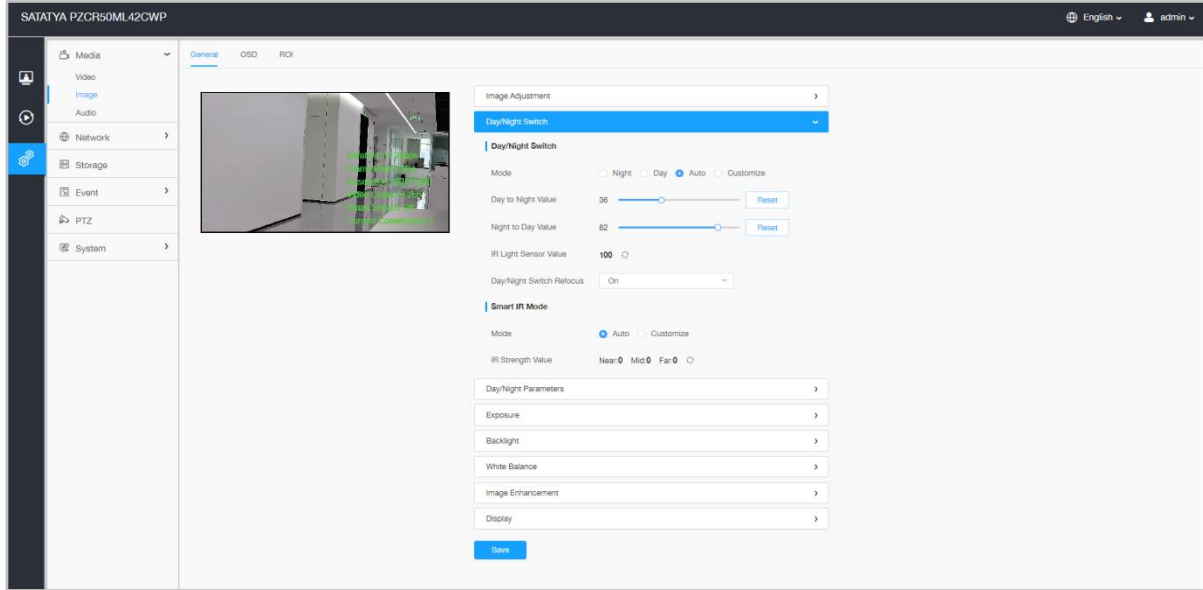 SATATYA PZCR50ML42CWP
English
admin
Media
Video
Image
Audio
Network
Storage
Event
PTZ
System
General OSD ROI
Image Adjustment
Day/Night Switch
Day/Night Switch
Mode Night Day Auto Customize
Day to Night Value 36 Reset
Night to Day Value 82 Reset
IR Light Sensor Value 100
Day/Night Switch Refocus On
Smart IR Mode
Mode Auto Customize
IR Strength Value Near:0 Mid:0 Far:0
Day/Night Parameters
Exposure
Backlight
White Balance
Image Enhancement
Display
Save